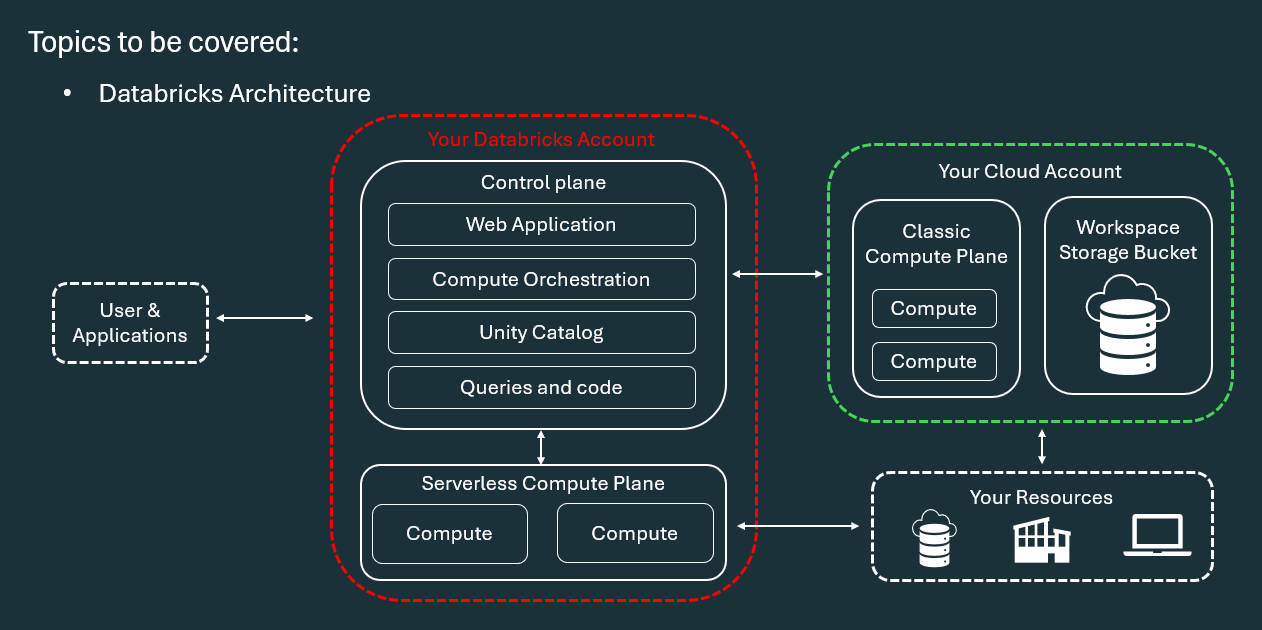 Topics to be covered:
• Databricks Architecture
Your Databricks Account
Control plane
Web Application
Compute Orchestration
Unity Catalog
Queries and code
Serverless Compute Plane
Compute
Compute
User &
Applications
Your Cloud Account
Classic
Compute Plane
Compute
Compute
Workspace
Storage Bucket
Your Resources